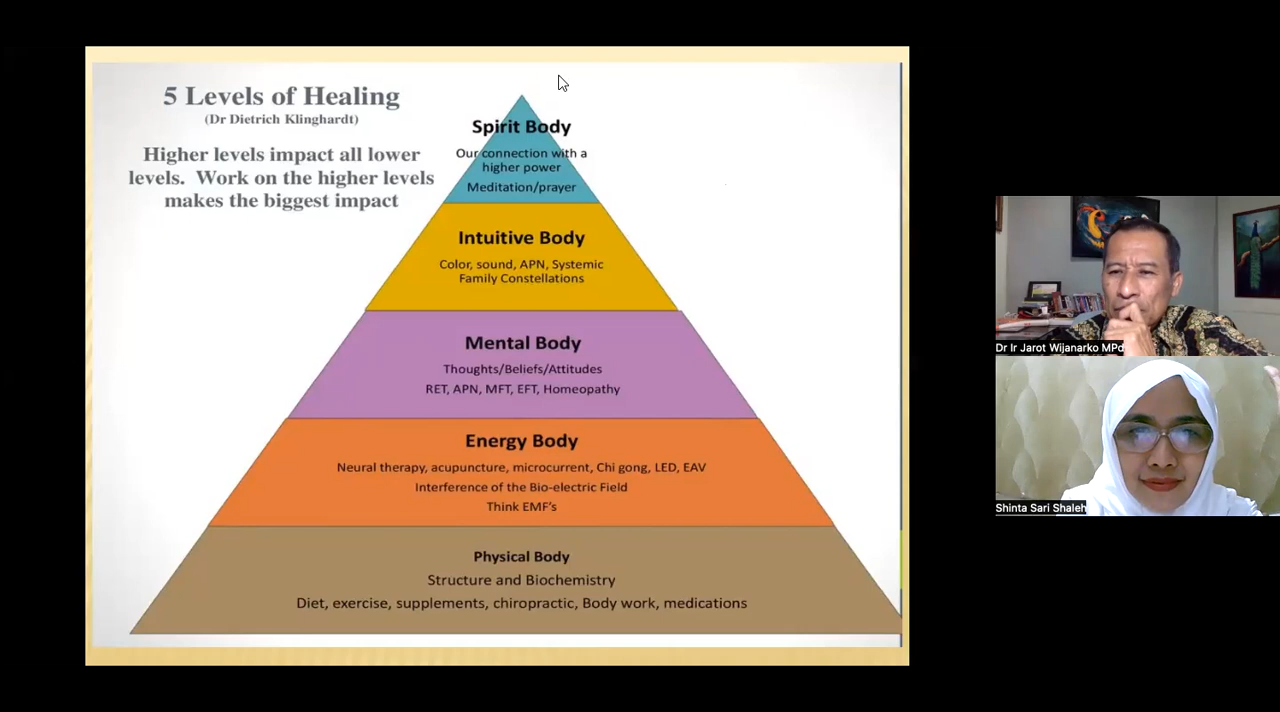 5 Levels of Healing
(Dr Dietrich Klinghardt)
Higher levels impact all lower
levels. Work on the higher levels
makes the biggest impact
Spirit Body
Our connection with a
higher power
Meditation/prayer
Intuitive Body
Color, sound, APN, Systemic
Family Constellations
Mental Body
Thoughts/Beliefs/Attitudes
RET, APN, MFT, EFT, Homeopathy
Energy Body
Neural therapy, acupuncture, microcurrent, Chi gong, LED, EAV
Interference of the Bio-electric Field
Think EMF's
Physical Body
Structure and Biochemistry
Diet, exercise, supplements, chiropractic, Body work, medications
Dr Ir Jarot Wijanarko MPd
Shinta Sari Shaleh